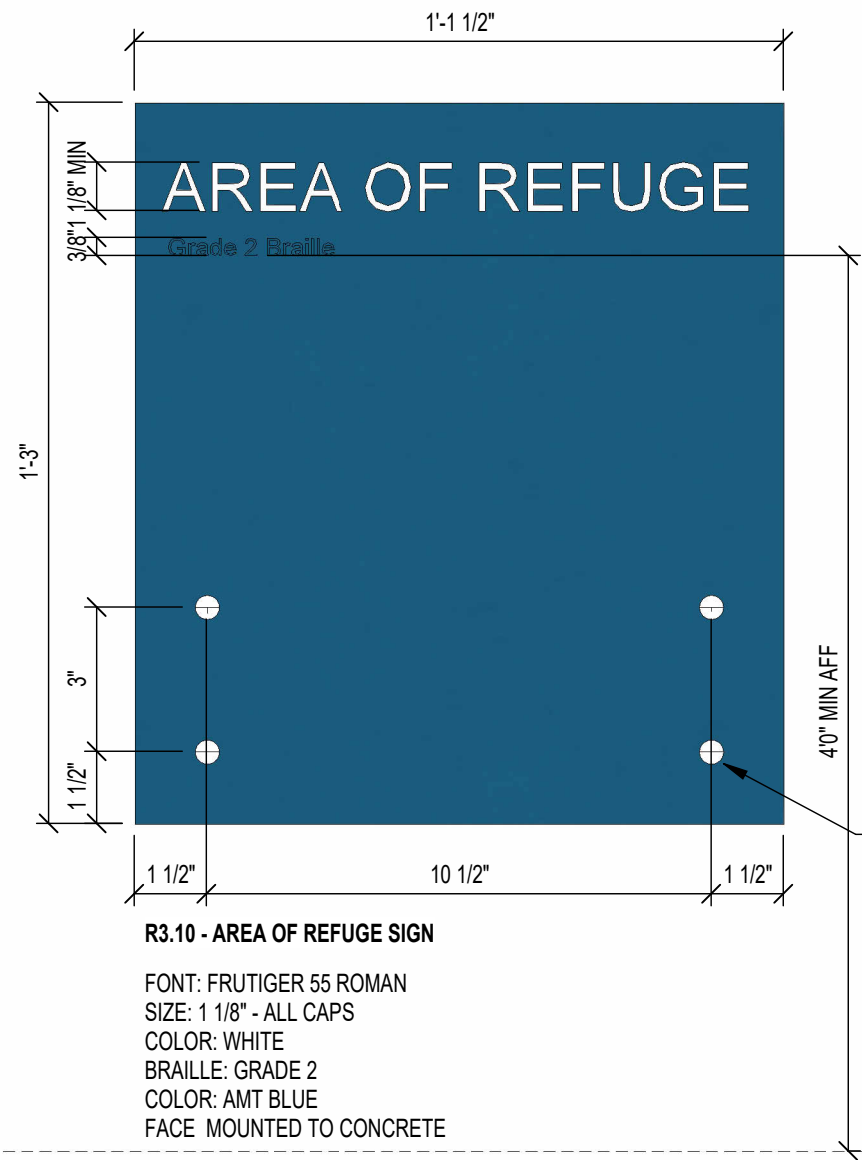 1'-1 1/2"
AREA OF REFUGE
1 1/8" MIN
3/8"
Grade 2 Braille
1'-3"
3"
1 1/2"
4'0" MIN AFF
1 1/2"
10 1/2"
1 1/2"
R3.10 - AREA OF REFUGE SIGN
FONT: FRUTIGER 55 ROMAN
SIZE: 1 1/8" - ALL CAPS
COLOR: WHITE
BRAILLE: GRADE 2
COLOR: AMT BLUE
FACE MOUNTED TO CONCRETE